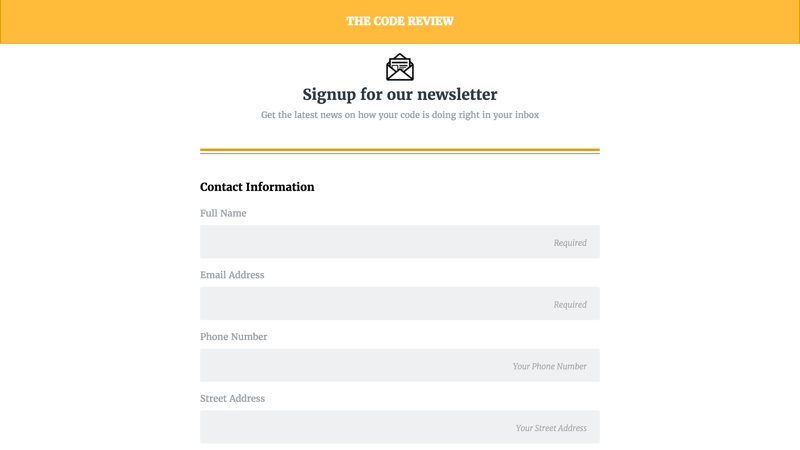 THE CODE REVIEW
Signup for our newsletter
Get the latest news on how your code is doing right in your inbox
Contact Information
Full Name
Required
Email Address
Required
Phone Number
Your Phone Number
Street Address
Your Street Address